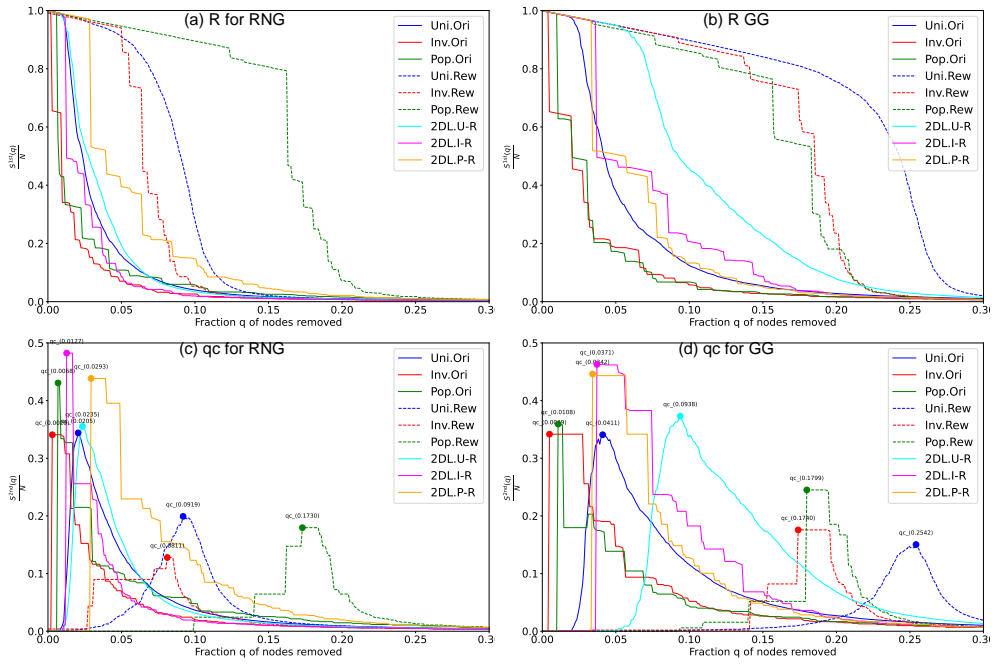 (a) R for RNG
1.0
0.8
0.6
0.4
0.2
0.0
S^{1st}(q)
N
0.00 0.05 0.10 0.15 0.20 0.25 0.30
Fraction q of nodes removed
Uni.Ori
Inv.Ori
Pop.Ori
Uni.Rew
Inv.Rew
Pop.Rew
2DL.U-R
2DL.I-R
2DL.P-R
(b) R GG
1.0
0.8
0.6
0.4
0.2
0.0
S^{1st}(q)
N
0.00 0.05 0.10 0.15 0.20 0.25 0.30
Fraction q of nodes removed
Uni.Ori
Inv.Ori
Pop.Ori
Uni.Rew
Inv.Rew
Pop.Rew
2DL.U-R
2DL.I-R
2DL.P-R
(c) qc for RNG
0.5
0.4
0.3
0.2
0.1
0.0
S^{2nd}(q)
N
qc_(0.0127)
qc_(0.0293)
qc_(0.0235)
qc_(0.0205)
qc_(0.0919)
qc_(0.0811)
qc_(0.1730)
0.00 0.05 0.10 0.15 0.20 0.25 0.30
Fraction q of nodes removed
Uni.Ori
Inv.Ori
Pop.Ori
Uni.Rew
Inv.Rew
Pop.Rew
2DL.U-R
2DL.I-R
2DL.P-R
(d) qc for GG
0.5
0.4
0.3
0.2
0.1
0.0
S^{2nd}(q)
N
qc_(0.0371)
qc_(0.0108)
qc_(0.0411)
qc_(0.0938)
qc_(0.1799)
qc_(0.1740)
qc_(0.2542)
0.00 0.05 0.10 0.15 0.20 0.25 0.30
Fraction q of nodes removed
Uni.Ori
Inv.Ori
Pop.Ori
Uni.Rew
Inv.Rew
Pop.Rew
2DL.U-R
2DL.I-R
2DL.P-R